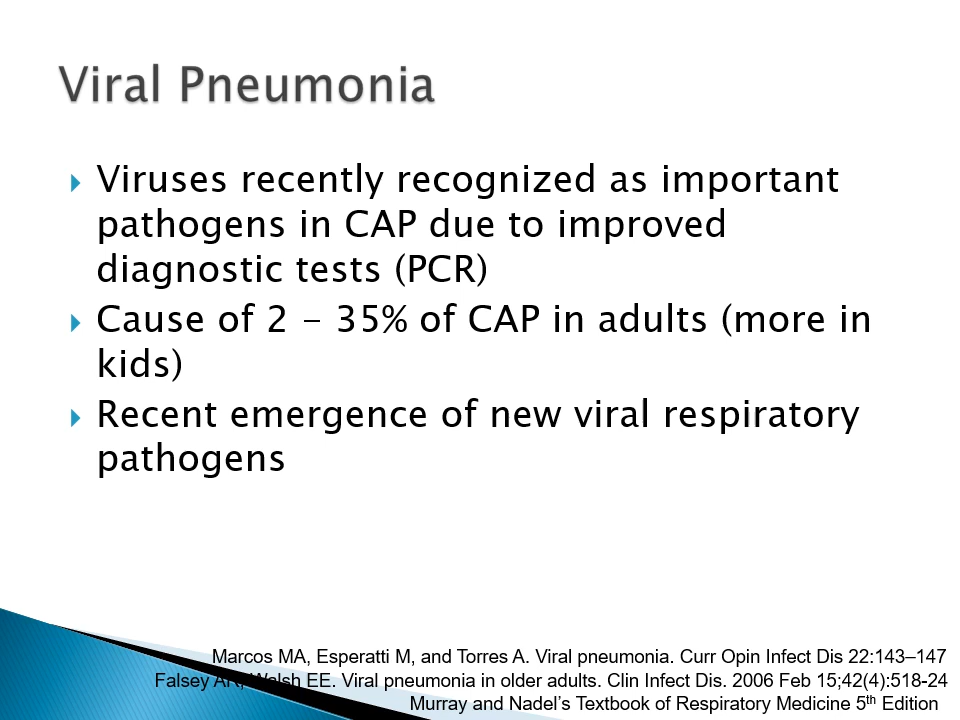 Viral Pneumonia
Viruses recently recognized as important
pathogens in CAP due to improved
diagnostic tests (PCR)
Cause of 2 - 35% of CAP in adults (more in
kids)
Recent emergence of new viral respiratory
pathogens
Marcos MA, Esperatti M, and Torres A. Viral pneumonia. Curr Opin Infect Dis 22:143–147
Falsey AR, Walsh EE. Viral pneumonia in older adults. Clin Infect Dis. 2006 Feb 15;42(4):518-24
Murray and Nadel’s Textbook of Respiratory Medicine 5th Edition